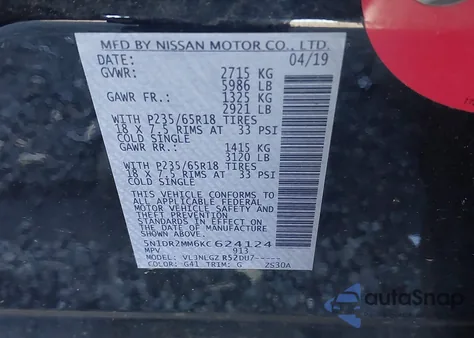 MFD BY NISSAN MOTOR CO., LTD.
DATE: 04/19
GVWR: 2715 KG
5986 LB
GAWR FR.: 1325 KG
2921 LB
WITH P235/65R18 TIRES
18 X 7.5 RIMS AT 33 PSI
COLD SINGLE
GAWR RR.: 1415 KG
3120 LB
WITH P235/65R18 TIRES
18 X 7.5 RIMS AT 33 PSI
COLD SINGLE
THIS VEHICLE CONFORMS TO
ALL APPLICABLE FEDERAL
MOTOR VEHICLE SAFETY AND
STANDARDS IN EFFECT ON
THE DATE OF MANUFACTURE
SHOWN ABOVE.
5N1DR2MM6KC624124
MPV 913
MODEL: VLJNLGZ R52DU7-----
COLOR: G41 TRIM: G ZS30A
autoSnap